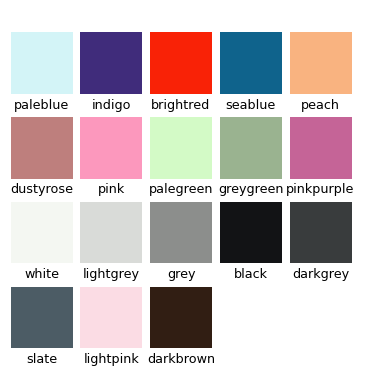 paleblue indigo brightred seablue peach
dustyrose pink palegreen greygreen pinkpurple
white lightgrey grey black darkgrey
slate lightpink darkbrown